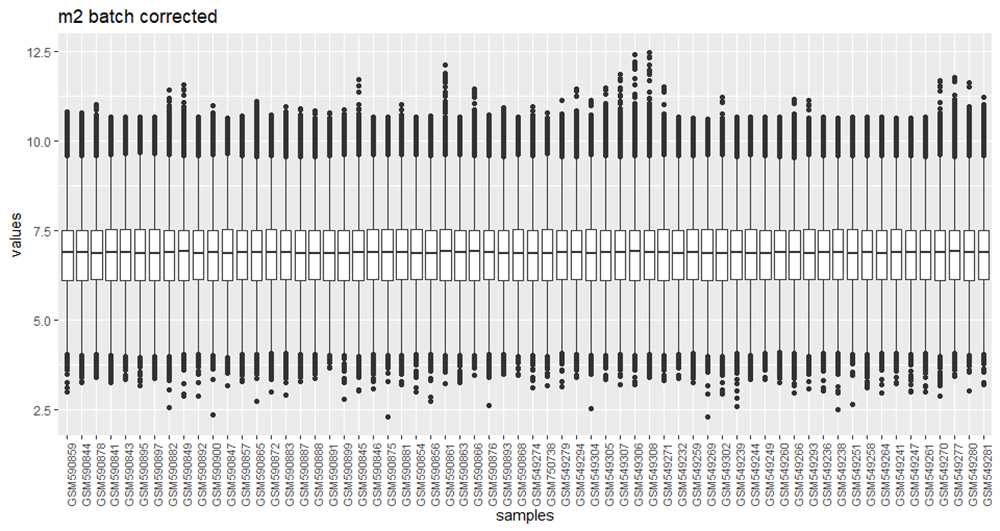 m2 batch corrected
values
12.5
10.0
7.5
5.0
2.5
GSM590859
GSM590844
GSM590878
GSM590841
GSM590843
GSM590895
GSM590897
GSM590882
GSM590849
GSM590892
GSM590900
GSM590847
GSM590857
GSM590865
GSM590872
GSM590883
GSM590887
GSM590888
GSM590891
GSM590899
GSM590845
GSM590846
GSM590875
GSM590881
GSM590854
GSM590856
GSM590861
GSM590863
GSM590866
GSM590876
GSM590893
GSM590868
GSM549274
GSM750738
GSM549279
GSM549294
GSM549304
GSM549305
GSM549307
GSM549306
GSM549308
GSM549271
GSM549232
GSM549259
GSM549269
GSM549302
GSM549239
GSM549244
GSM549249
GSM549260
GSM549266
GSM549293
GSM549236
GSM549238
GSM549251
GSM549258
GSM549264
GSM549241
GSM549247
GSM549261
GSM549270
GSM549277
GSM549280
GSM549281
samples